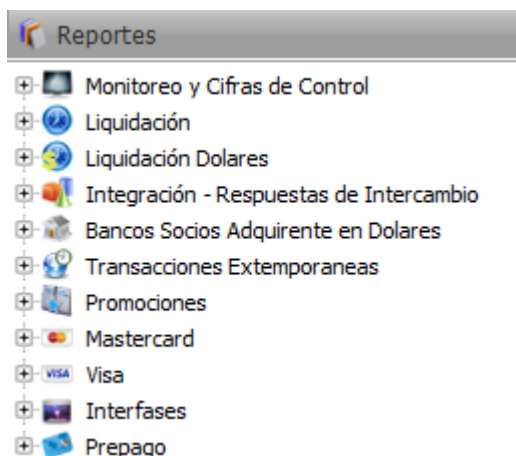 Reportes
Monitoreo y Cifras de Control
Liquidación
Liquidación Dolares
Integración - Respuestas de Intercambio
Bancos Socios Adquirente en Dolares
Transacciones Extemporaneas
Promociones
Mastercard
VISA Visa
Interfases
Prepago